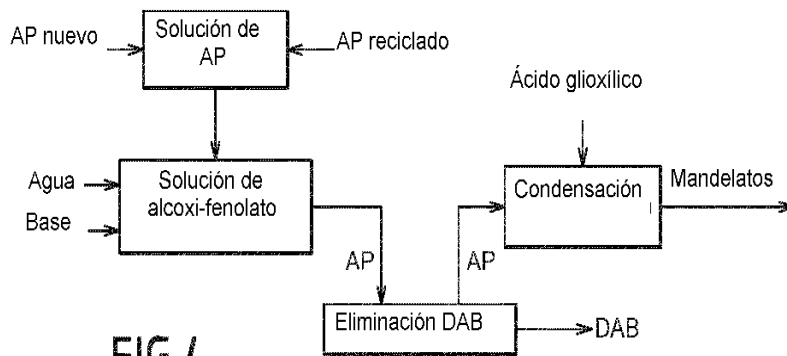 AP nuevo
Solución de
AP
AP reciclado
Ácido glioxílico
Agua
Base
Solución de
alcoxi-fenolato
Condensación
Mandelatos
AP
AP
Eliminación DAB
DAB